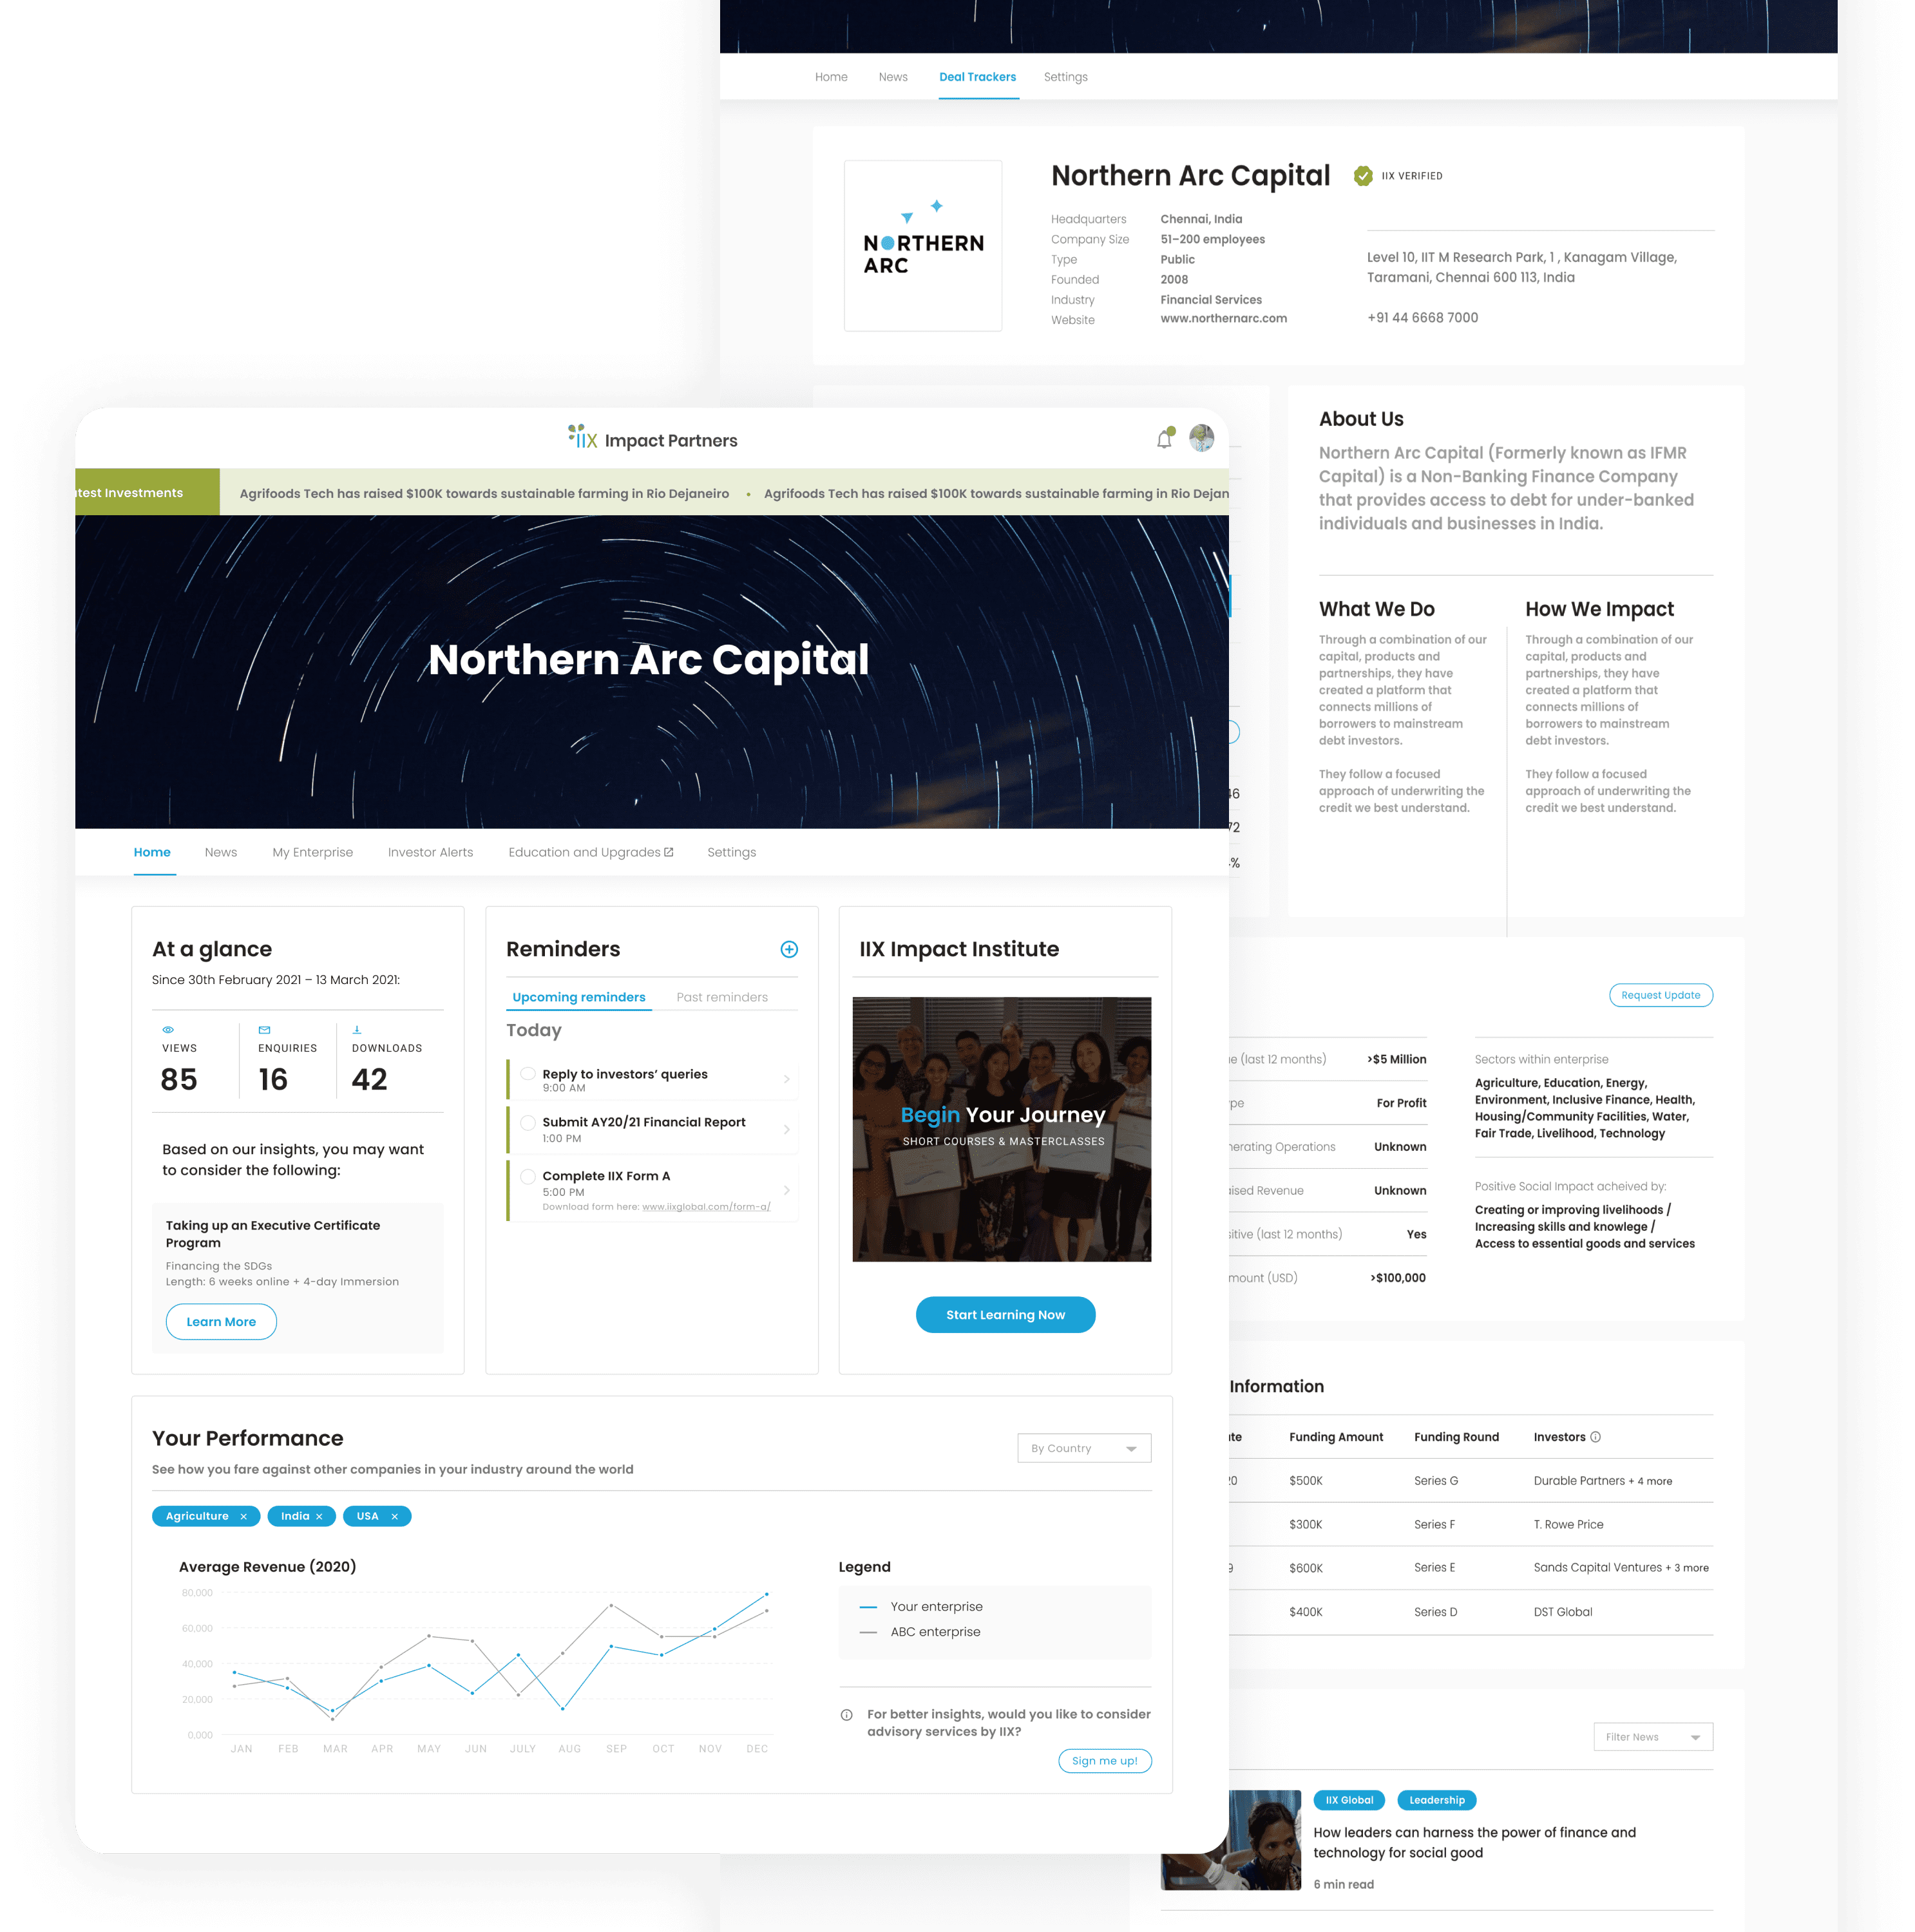 Home News Deal Trackers Settings
NORTHERN
ARC
Northern Arc Capital IIX VERIFIED
Headquarters Chennai, India
Company Size 51–200 employees
Type Public
Founded 2008
Industry Financial Services
Website www.northernarc.com
Level 10, IIT M Research Park, 1 , Kanagam Village,
Taramani, Chennai 600 113, India
+91 44 6668 7000
About Us
Northern Arc Capital (Formerly known as IFMR
Capital) is a Non-Banking Finance Company
that provides access to debt for under-banked
individuals and businesses in India.
What We Do
Through a combination of our
capital, products and
partnerships, they have
created a platform that
connects millions of
borrowers to mainstream
debt investors.
They follow a focused
approach of underwriting the
credit we best understand.
How We Impact
Through a combination of our
capital, products and
partnerships, they have
created a platform that
connects millions of
borrowers to mainstream
debt investors.
They follow a focused
approach of underwriting the
credit we best understand.
%
Request Update
(last 12 months) >$5 Million
For Profit
Operations Unknown
Revenue Unknown
(last 12 months) Yes
(USD) >$100,000
Sectors within enterprise
Agriculture, Education, Energy,
Environment, Inclusive Finance, Health,
Housing/Community Facilities, Water,
Fair Trade, Livelihood, Technology
Positive Social Impact acheived by:
Creating or improving livelihoods /
Increasing skills and knowlege /
Access to essential goods and services
Information
Funding Amount Funding Round Investors
$500K Series G Durable Partners + 4 more
$300K Series F T. Rowe Price
$600K Series E Sands Capital Ventures + 3 more
$400K Series D DST Global
Filter News
IIX Global Leadership
How leaders can harness the power of finance and
technology for social good
6 min read
IIX Impact Partners
test Investments Agrifoods Tech has raised $100K towards sustainable farming in Rio Dejaneiro • Agrifoods Tech has raised $100K towards sustainable farming in Rio Dejan
Northern Arc Capital
Home News My Enterprise Investor Alerts Education and Upgrades Settings
At a glance
Since 30th February 2021 – 13 March 2021:
VIEWS ENQUIRIES DOWNLOADS
85 16 42
Based on our insights, you may want
to consider the following:
Taking up an Executive Certificate
Program
Financing the SDGs
Length: 6 weeks online + 4-day Immersion
Learn More
Reminders
Upcoming reminders Past reminders
Today
Reply to investors’ queries
9:00 AM
Submit AY20/21 Financial Report
1:00 PM
Complete IIX Form A
5:00 PM
Download form here: www.iixglobal.com/form-a/
IIX Impact Institute
Begin Your Journey
SHORT COURSES & MASTERCLASSES
Start Learning Now
Your Performance
See how you fare against other companies in your industry around the world
By Country
Agriculture × India × USA ×
Average Revenue (2020)
80,000
60,000
40,000
20,000
0,000
JAN FEB MAR APR MAY JUN JULY AUG SEP OCT NOV DEC
Legend
Your enterprise
ABC enterprise
For better insights, would you like to consider
advisory services by IIX?
Sign me up!